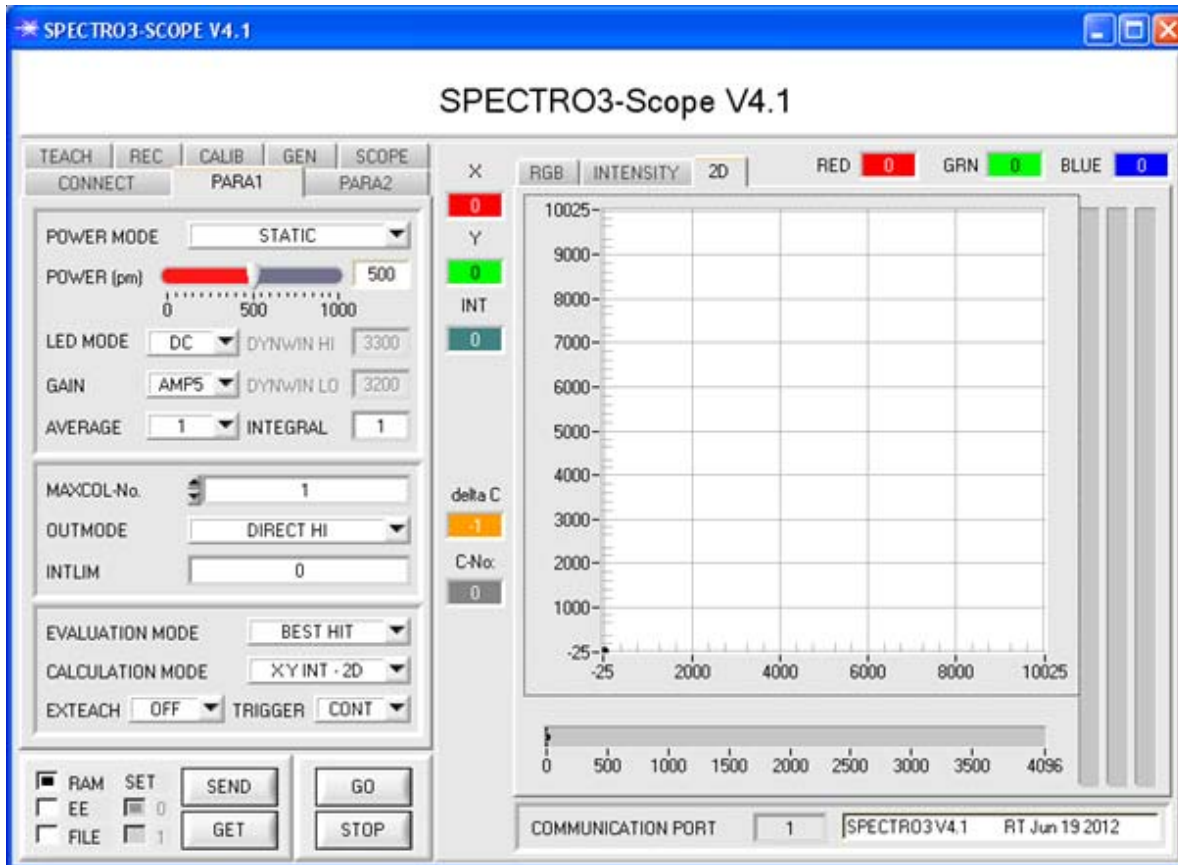 SPECTRO3-SCOPE V4.1
SPECTRO3-Scope V4.1
TEACH REC CALIB GEN SCOPE
CONNECT PARA1 PARA2
POWER MODE STATIC
POWER (pm) 500
0 500 1000
LED MODE DC DYNWIN HI 3300
GAIN AMP5 DYNWIN LO 3200
AVERAGE 1 INTEGRAL 1
MAXCOL-No. 1
OUTMODE DIRECT HI
INTLIM 0
EVALUATION MODE BEST HIT
CALCULATION MODE X Y INT - 2D
EXTEACH OFF TRIGGER CONT
RAM SET SEND GO
EE 0
FILE 1 GET STOP
X
0
Y
0
INT
0
delta C
-1
C-No:
0
RGB INTENSITY 2D RED 0 GRN 0 BLUE 0
10025
9000
8000
7000
6000
5000
4000
3000
2000
1000
-25
-25 2000 4000 6000 8000 10025
0 500 1000 1500 2000 2500 3000 3500 4096
COMMUNICATION PORT 1 SPECTRO3 V4.1 RT Jun 19 2012